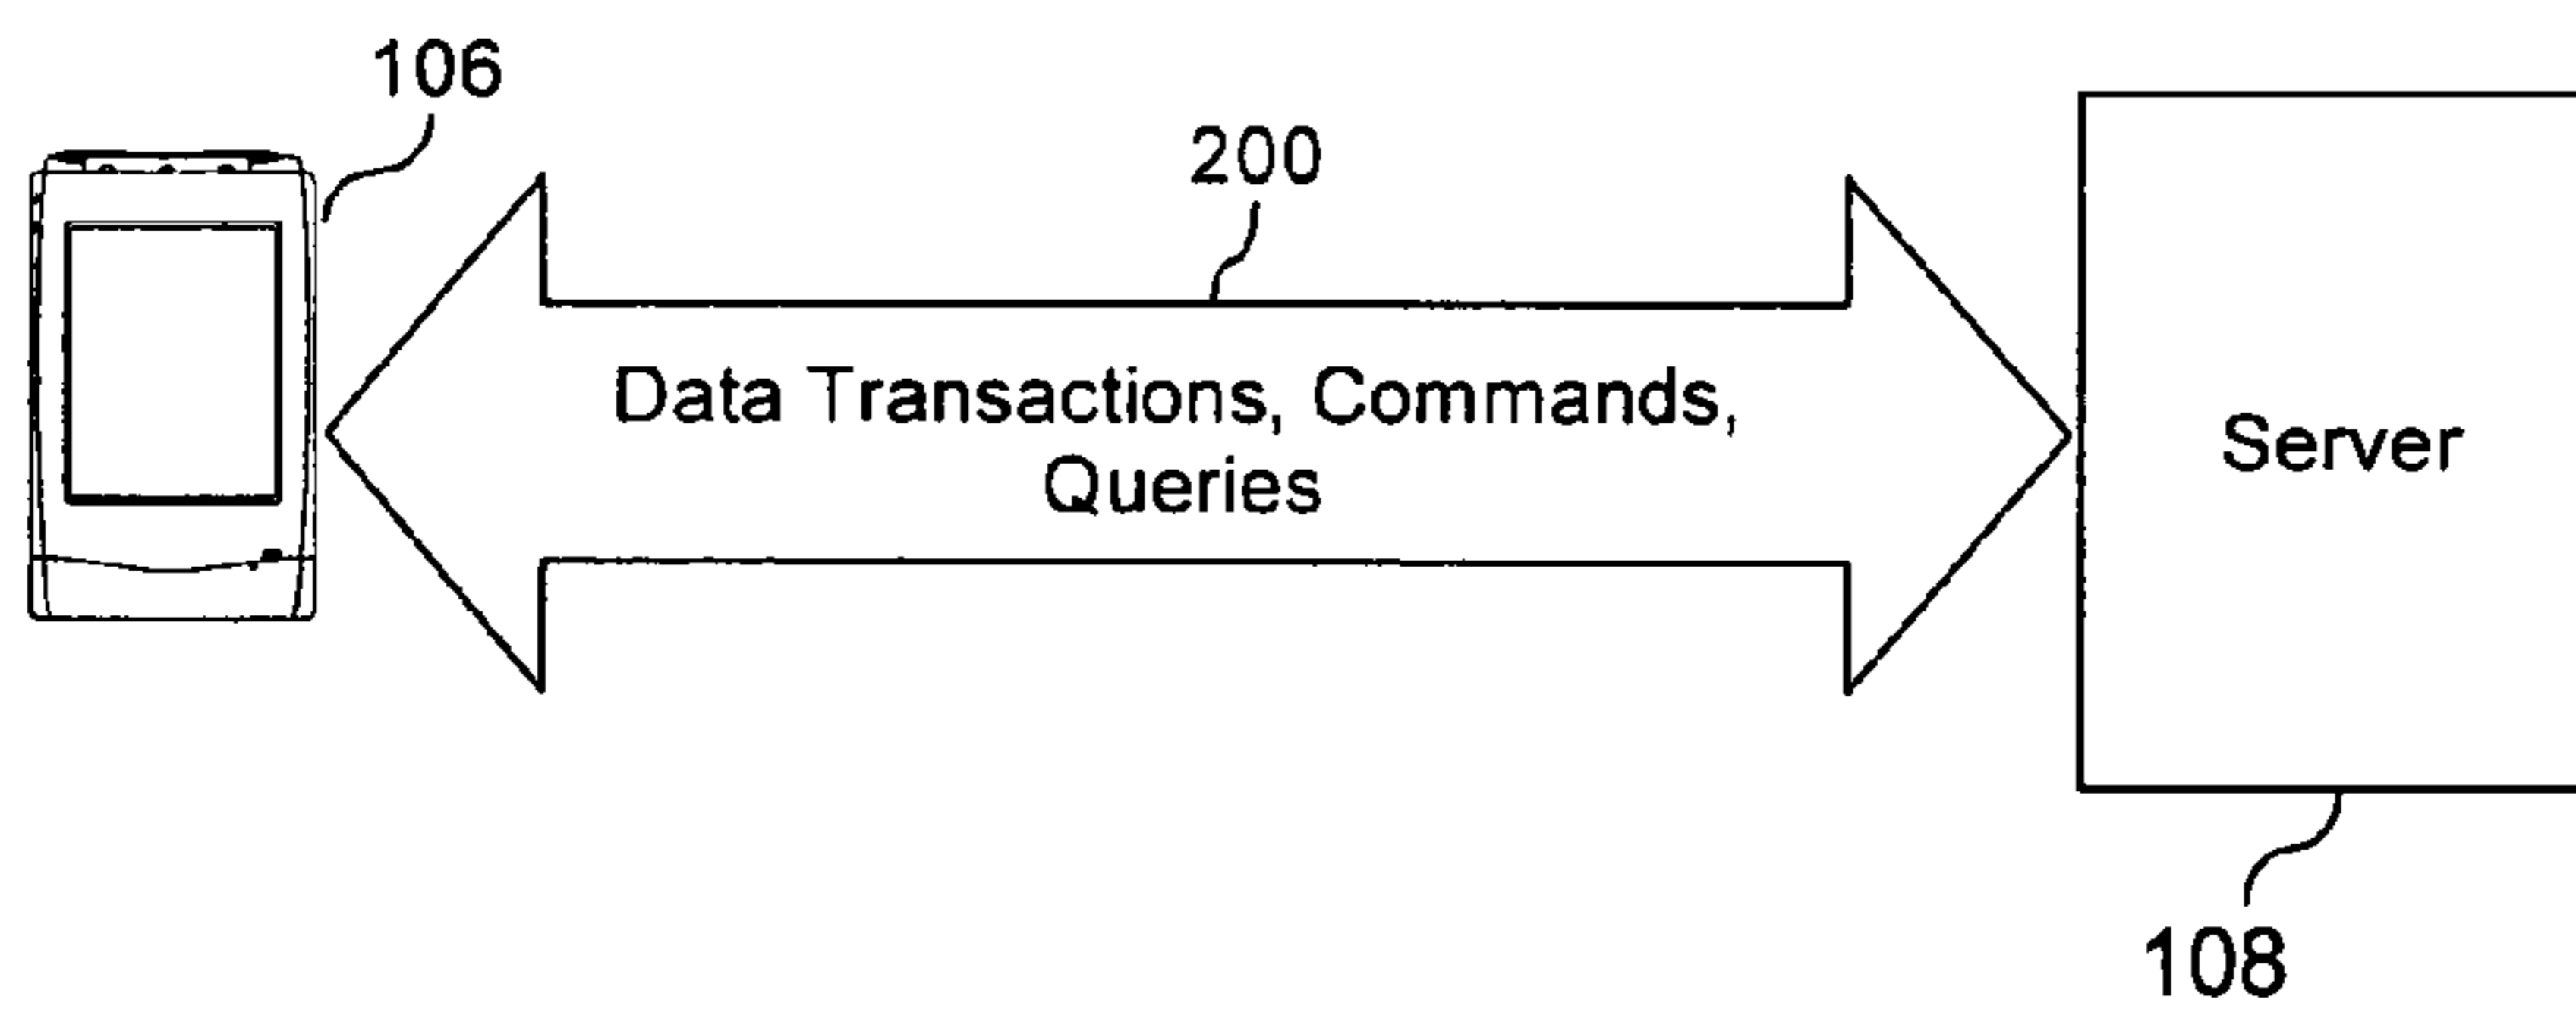 106
200
Data Transactions, Commands,
Queries
Server
108